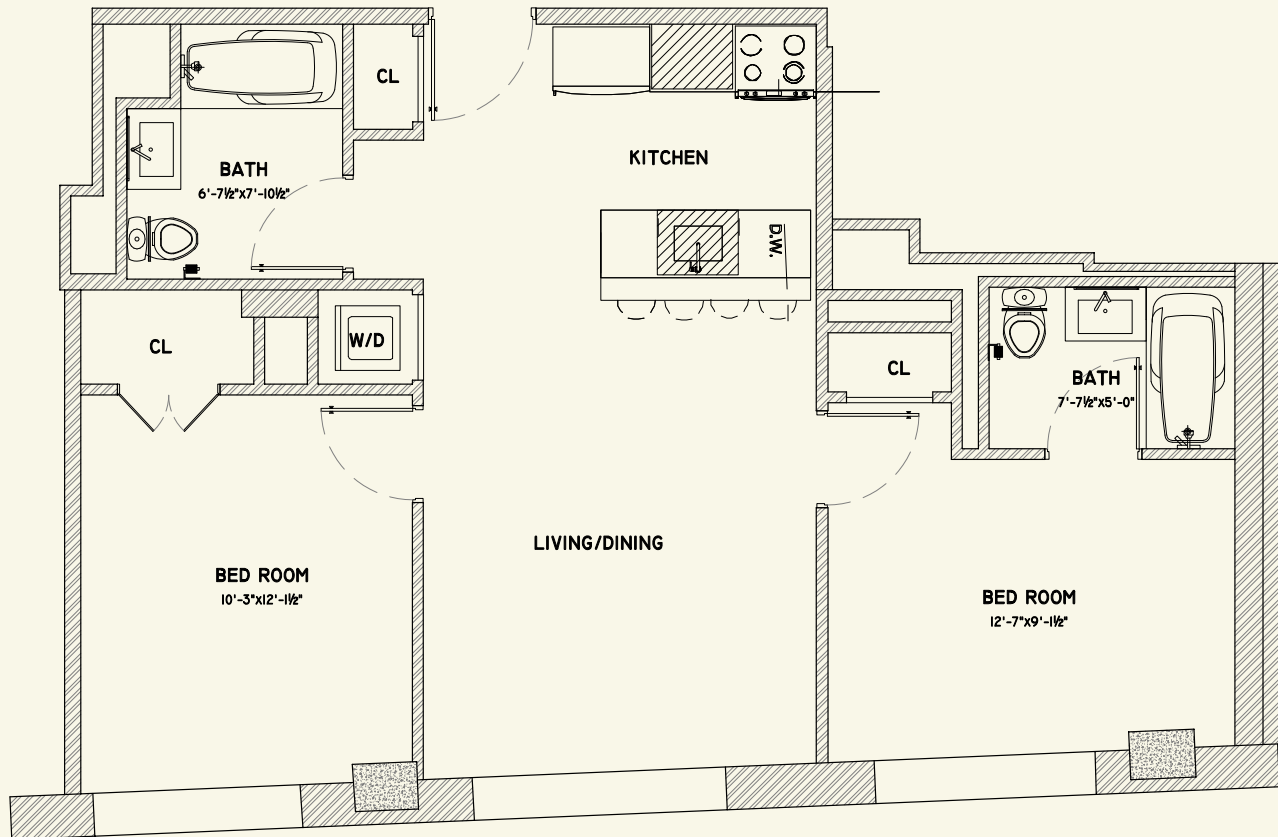 CL
KITCHEN
BATH
6'-7½"x7'-10½"
D.W.
CL
W/D
CL
BATH
7'-7½"x5'-0"
LIVING/DINING
BED ROOM
10'-3"x12'-1½"
BED ROOM
12'-7"x9'-1½"